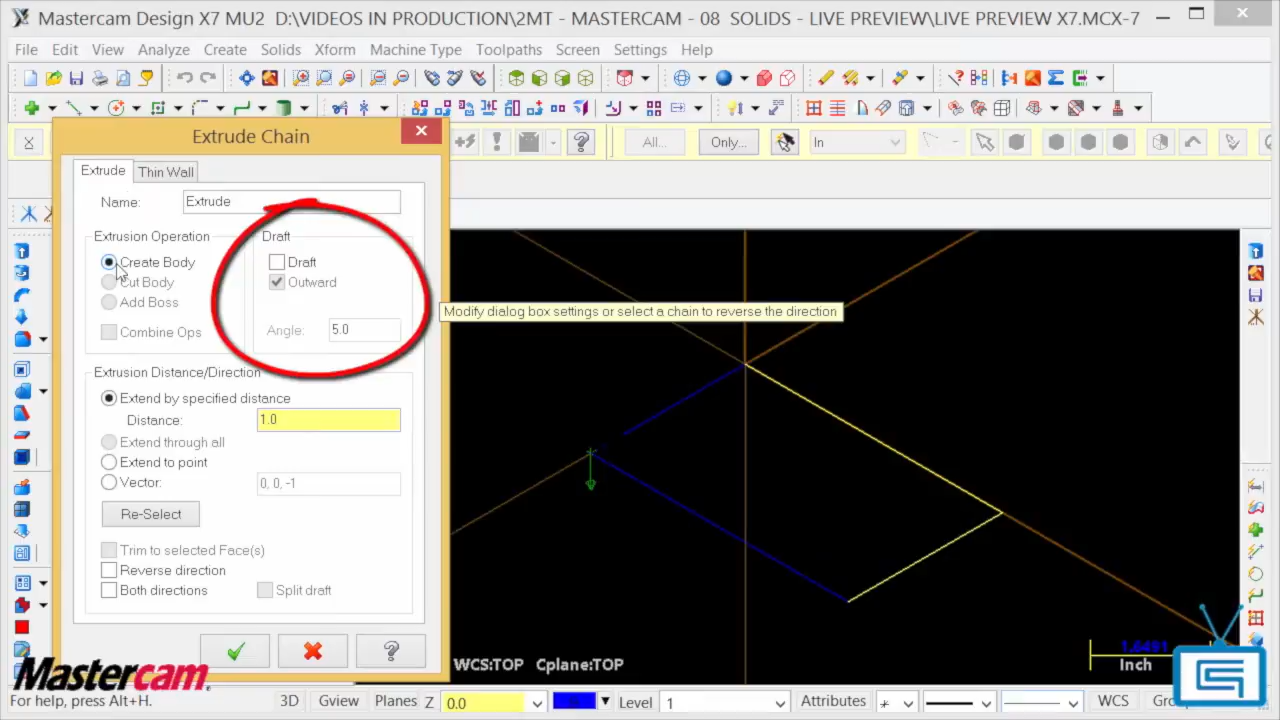 Mastercam Design X7 MU2 D:\VIDEOS IN PRODUCTION\2MT - MASTERCAM - 08 SOLIDS - LIVE PREVIEW\LIVE PREVIEW X7.MCX-7
File Edit View Analyze Create Solids Xform Machine Type Toolpaths Screen Settings Help
All... Only... In
Extrude Chain
Extrude Thin Wall
Name: Extrude
Extrusion Operation Draft
Create Body Draft
Cut Body Outward
Add Boss
Modify dialog box settings or select a chain to reverse the direction
Combine Ops Angle: 5.0
Extrusion Distance/Direction
Extend by specified distance
Distance: 1.0
Extend through all
Extend to point
Vector: 0, 0, -1
Re-Select
Trim to selected Face(s)
Reverse direction
Both directions Split draft
1.6491
Inch
WCS:TOP Cplane:TOP
Mastercam
For help, press Alt+H. 3D Gview Planes Z 0.0 Level 1 Attributes WCS